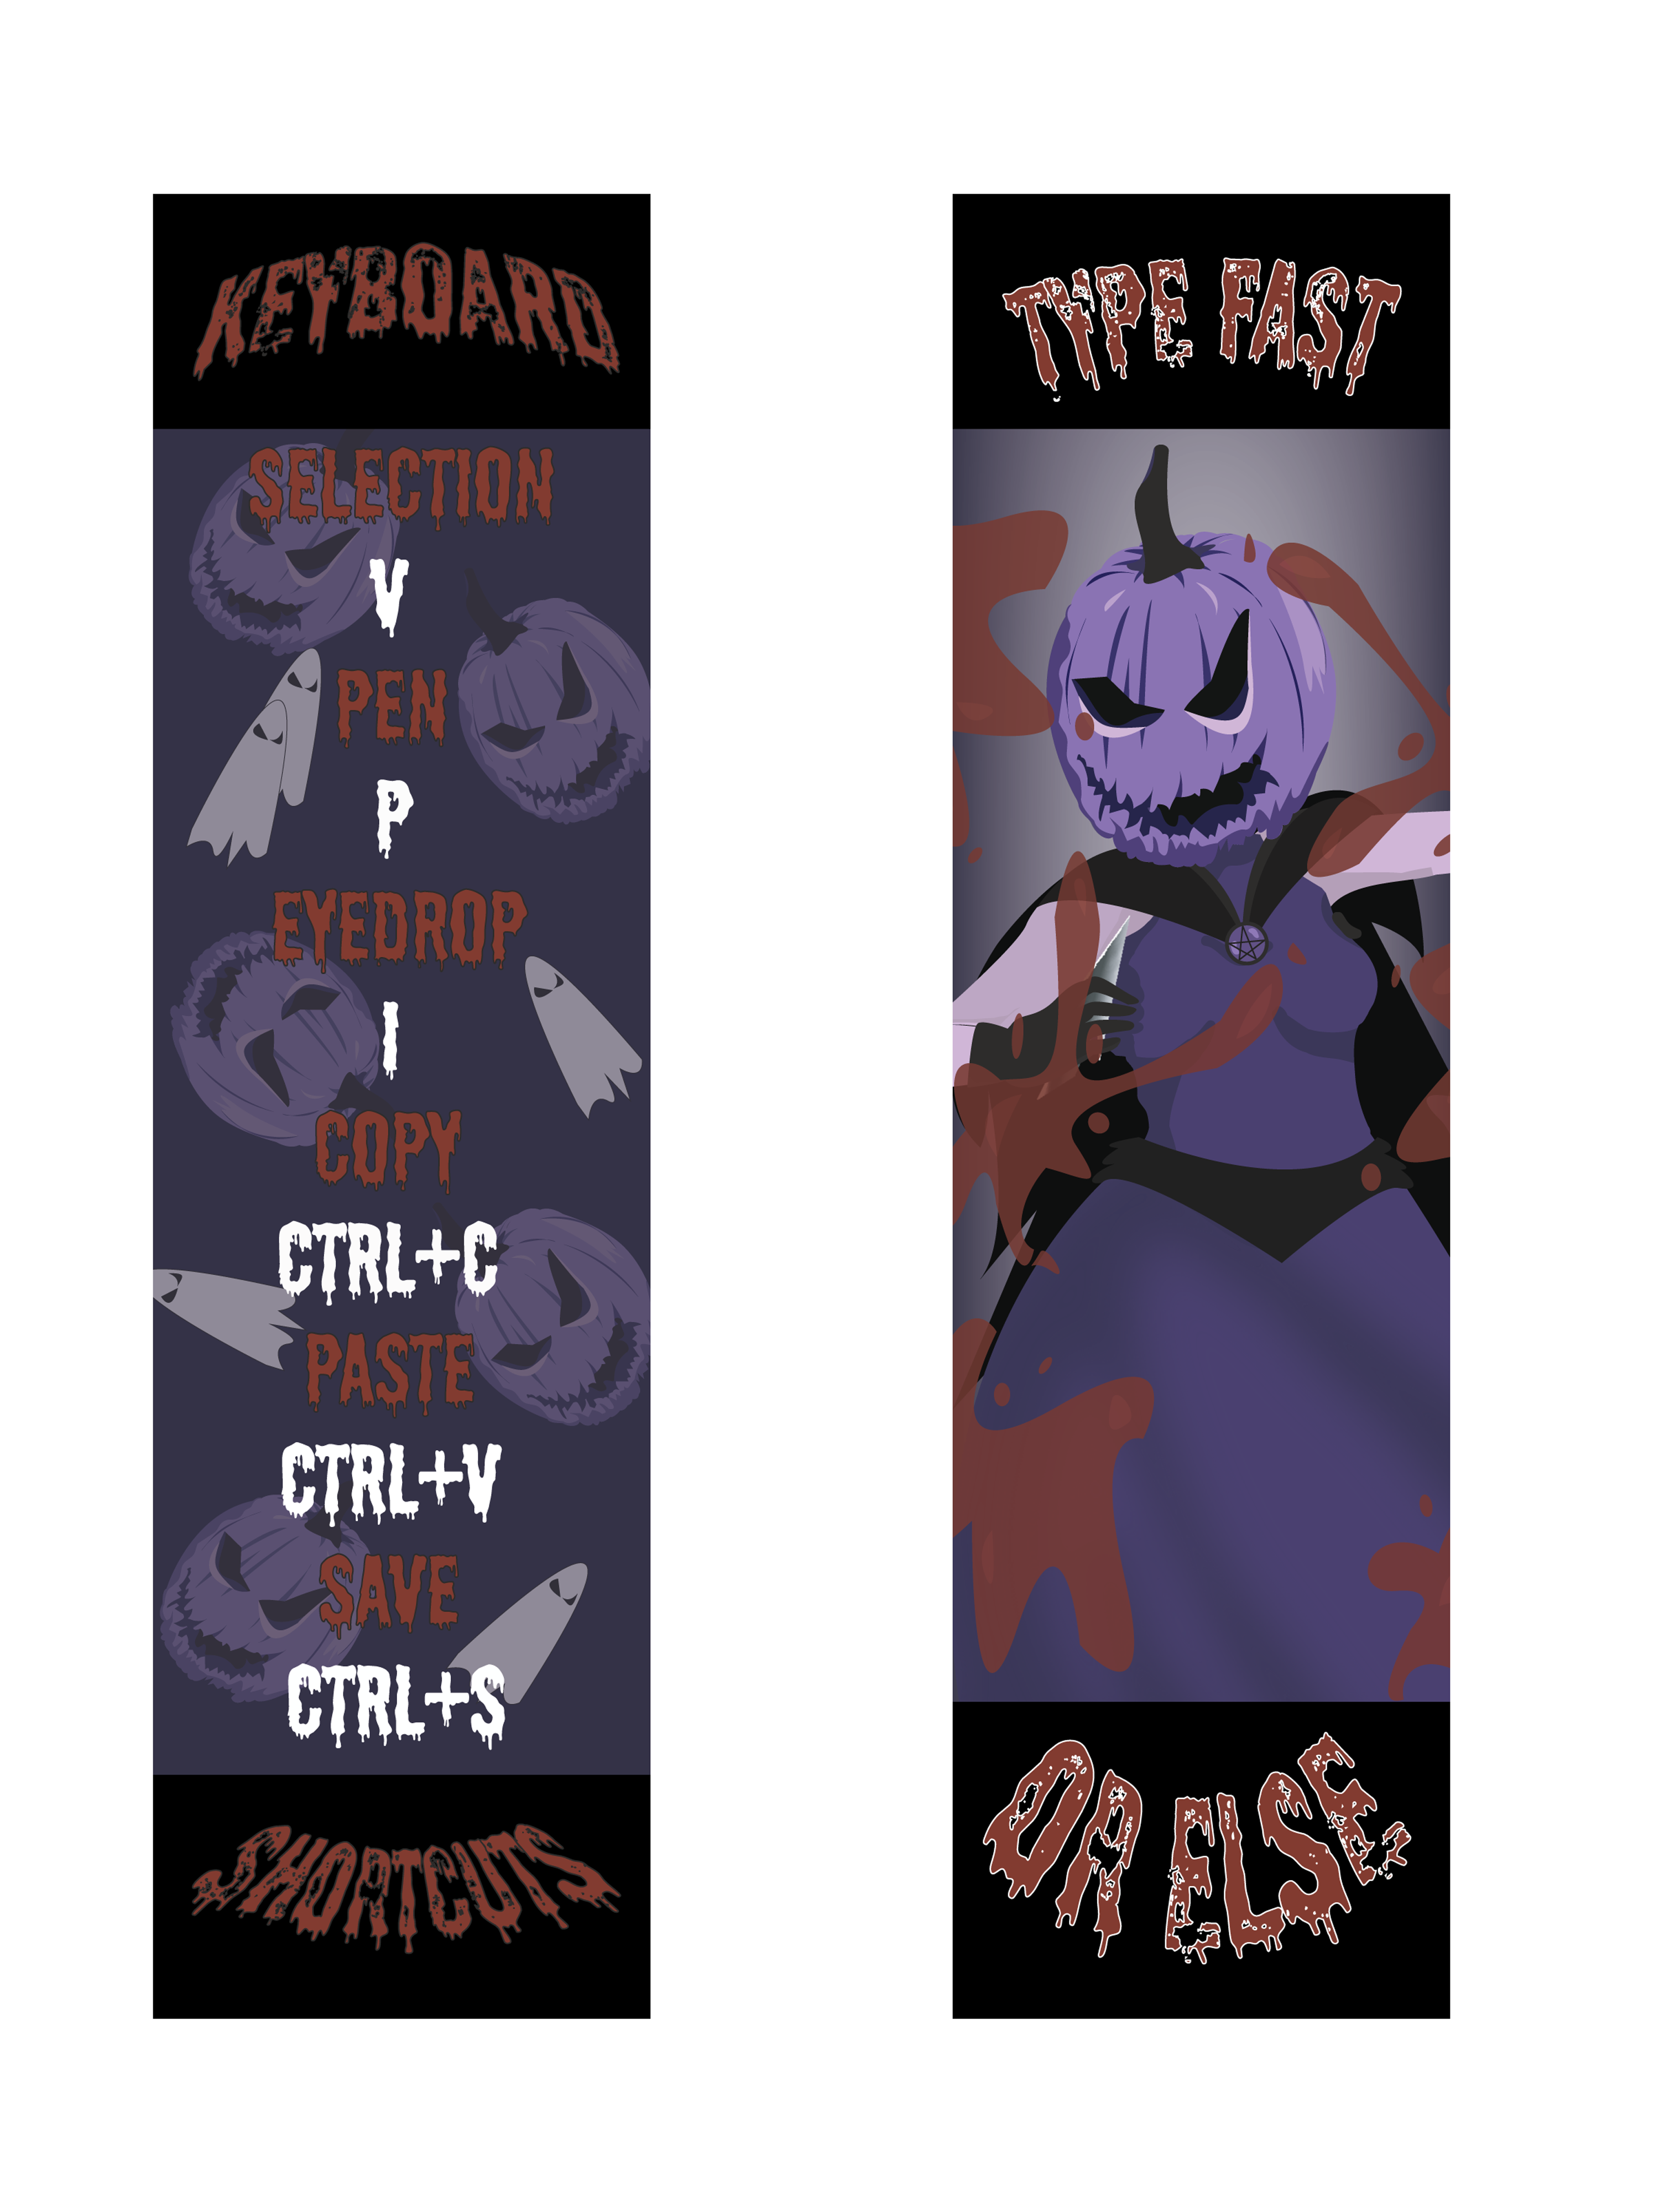 KEYBOARD
SELECTION
V
PEN
P
EYEDROP
I
COPY
CTRL+C
PASTE
CTRL+V
SAVE
CTRL+S
SHORTCUTS
TYPE FAST
OR ELSE